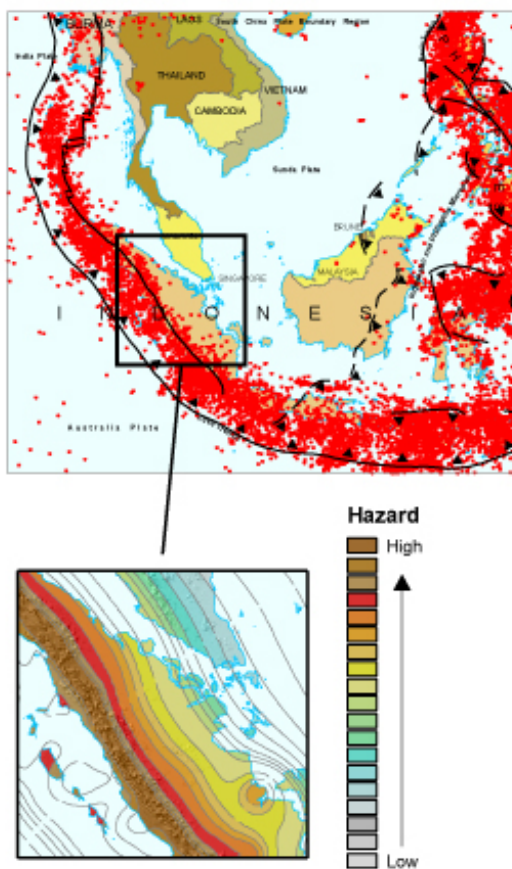 BURMA
LAOS
South China Plate Boundary Region
India Plate
THAILAND
VIETNAM
CAMBODIA
Sunda Plate
BRUNEI
MALAYSIA
SINGAPORE
I N D O N E S I A
Australia Plate
Hazard
High
Low